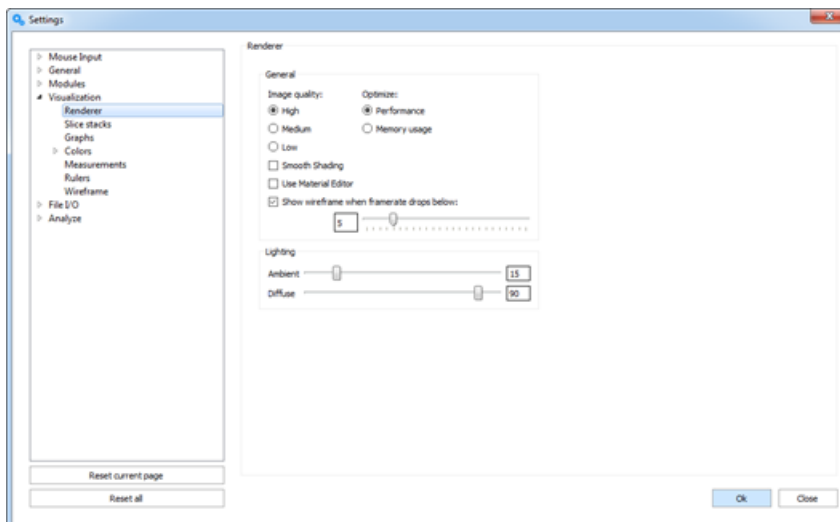 Settings
Mouse Input
General
Modules
Visualization
Renderer
Slice stacks
Graphs
Colors
Measurements
Rulers
Wireframe
File I/O
Analyze
Reset current page
Reset all
Renderer
General
Image quality: Optimize:
High Performance
Medium Memory usage
Low
Smooth Shading
Use Material Editor
Show wireframe when framerate drops below:
5
Lighting
Ambient 15
Diffuse 90
Ok Close